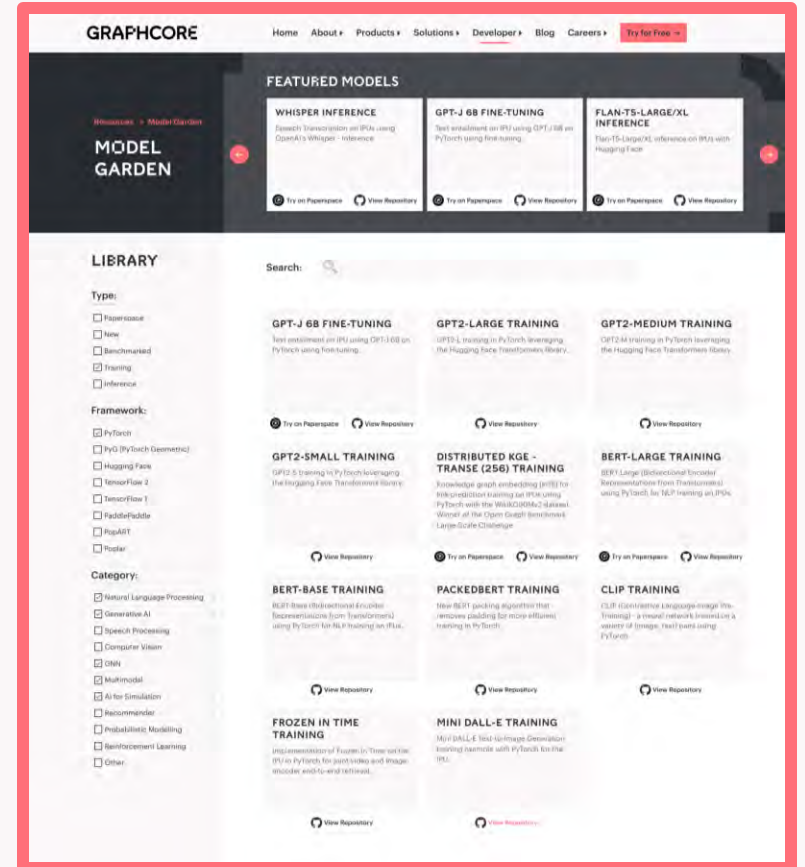 GRAPHCORE
Home About Products Solutions Developer Blog Careers Try for Free →
Resources > Model Garden
MODEL
GARDEN
FEATURED MODELS
WHISPER INFERENCE
Speech Transcription on IPUs using
OpenAI's Whisper - Inference
Try on Paperspace View Repository
GPT-J 6B FINE-TUNING
Text entailment on IPU using GPT-J 6B on
PyTorch using fine-tuning.
Try on Paperspace View Repository
FLAN-T5-LARGE/XL
INFERENCE
Flan-T5-Large/XL inference on IPUs with
Hugging Face
Try on Paperspace View Repository
LIBRARY
Type:
Paperspace
New
Benchmarked
Training
Inference
Framework:
PyTorch
PyG (PyTorch Geometric)
Hugging Face
TensorFlow 2
TensorFlow 1
PaddlePaddle
PopART
Poplar
Category:
Natural Language Processing
Generative AI
Speech Processing
Computer Vision
GNN
Multimodal
AI for Simulation
Recommender
Probabilistic Modelling
Reinforcement Learning
Other
Search:
GPT-J 6B FINE-TUNING
Text entailment on IPU using GPT-J 6B on
PyTorch using fine-tuning.
Try on Paperspace View Repository
GPT2-LARGE TRAINING
GPT2-L training in PyTorch leveraging
the Hugging Face Transformers library.
View Repository
GPT2-MEDIUM TRAINING
GPT2-M training in PyTorch leveraging
the Hugging Face Transformers library.
View Repository
GPT2-SMALL TRAINING
GPT2-S training in PyTorch leveraging
the Hugging Face Transformers library.
View Repository
DISTRIBUTED KGE -
TRANSE (256) TRAINING
Knowledge graph embedding (KGE) for
link-prediction training on IPUs using
PyTorch with the WikiKG90Mv2 dataset.
Winner of the Open Graph Benchmark
Large-Scale Challenge.
Try on Paperspace View Repository
BERT-LARGE TRAINING
BERT-Large (Bidirectional Encoder
Representations from Transformers)
using PyTorch for NLP training on IPUs.
Try on Paperspace View Repository
BERT-BASE TRAINING
BERT-Base (Bidirectional Encoder
Representations from Transformers)
using PyTorch for NLP training on IPUs.
View Repository
PACKEDBERT TRAINING
New BERT packing algorithm that
removes padding for more efficient
training in PyTorch.
View Repository
CLIP TRAINING
CLIP (Contrastive Language-Image Pre-
Training) - a neural network trained on a
variety of (image, text) pairs using
PyTorch.
View Repository
FROZEN IN TIME
TRAINING
Implementation of Frozen in Time on the
IPU in PyTorch for joint video and image
encoder end-to-end retrieval.
View Repository
MINI DALL-E TRAINING
Mini DALL-E Text-to-Image Generation
training example with PyTorch for the
IPU.
View Repository